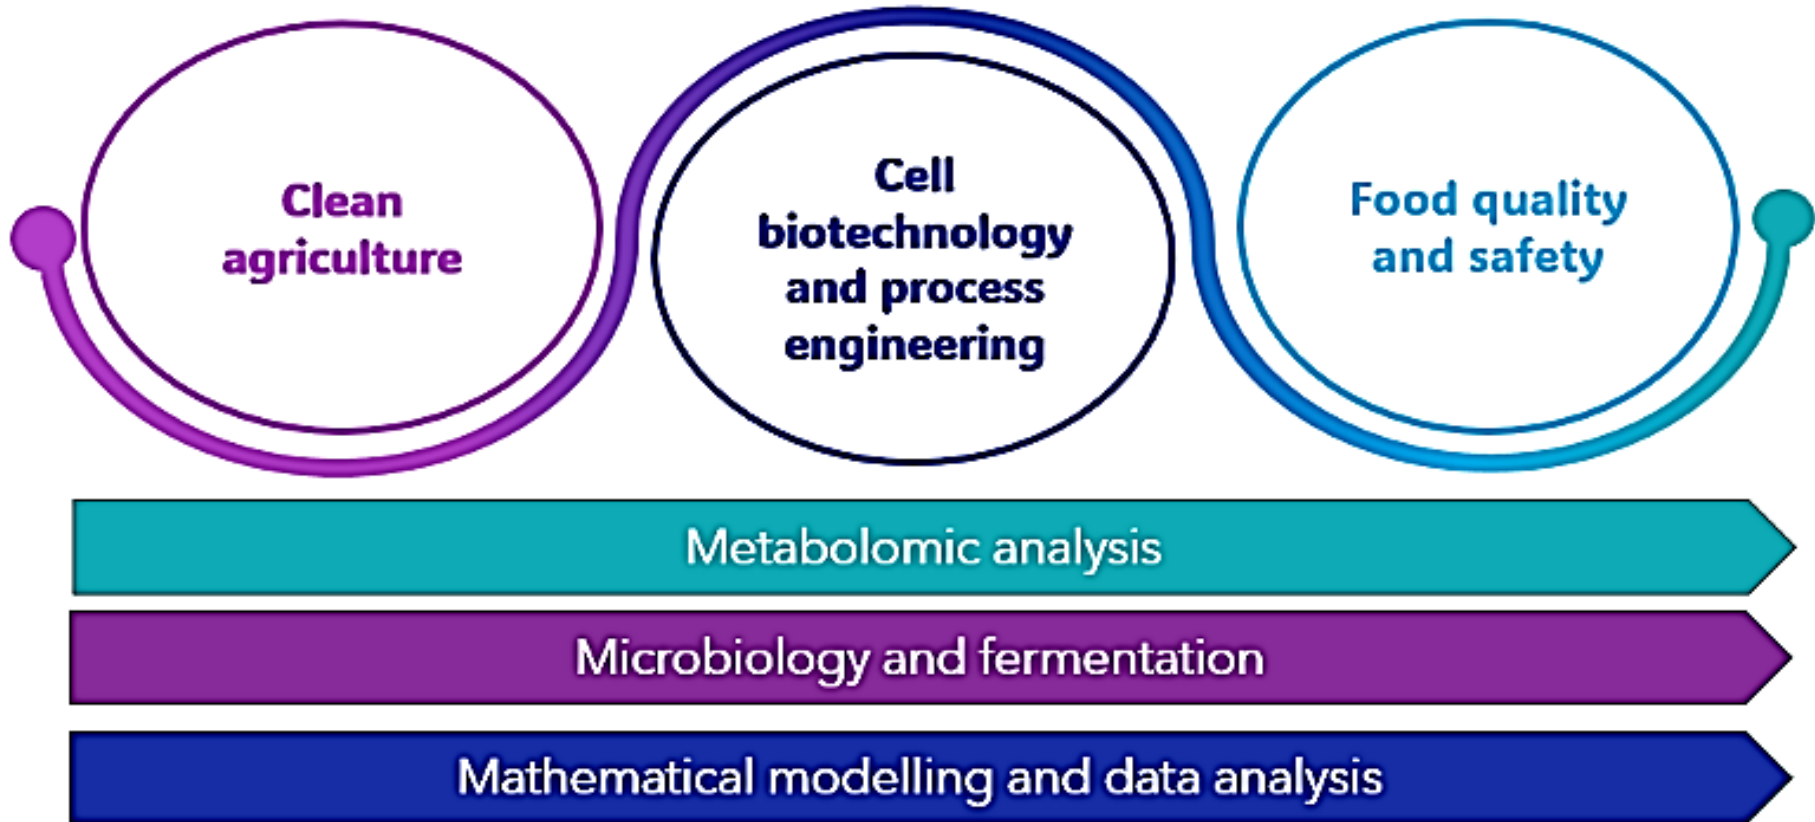 Clean
agriculture
Cell
biotechnology
and process
engineering
Food quality
and safety
Metabolomic analysis
Microbiology and fermentation
Mathematical modelling and data analysis